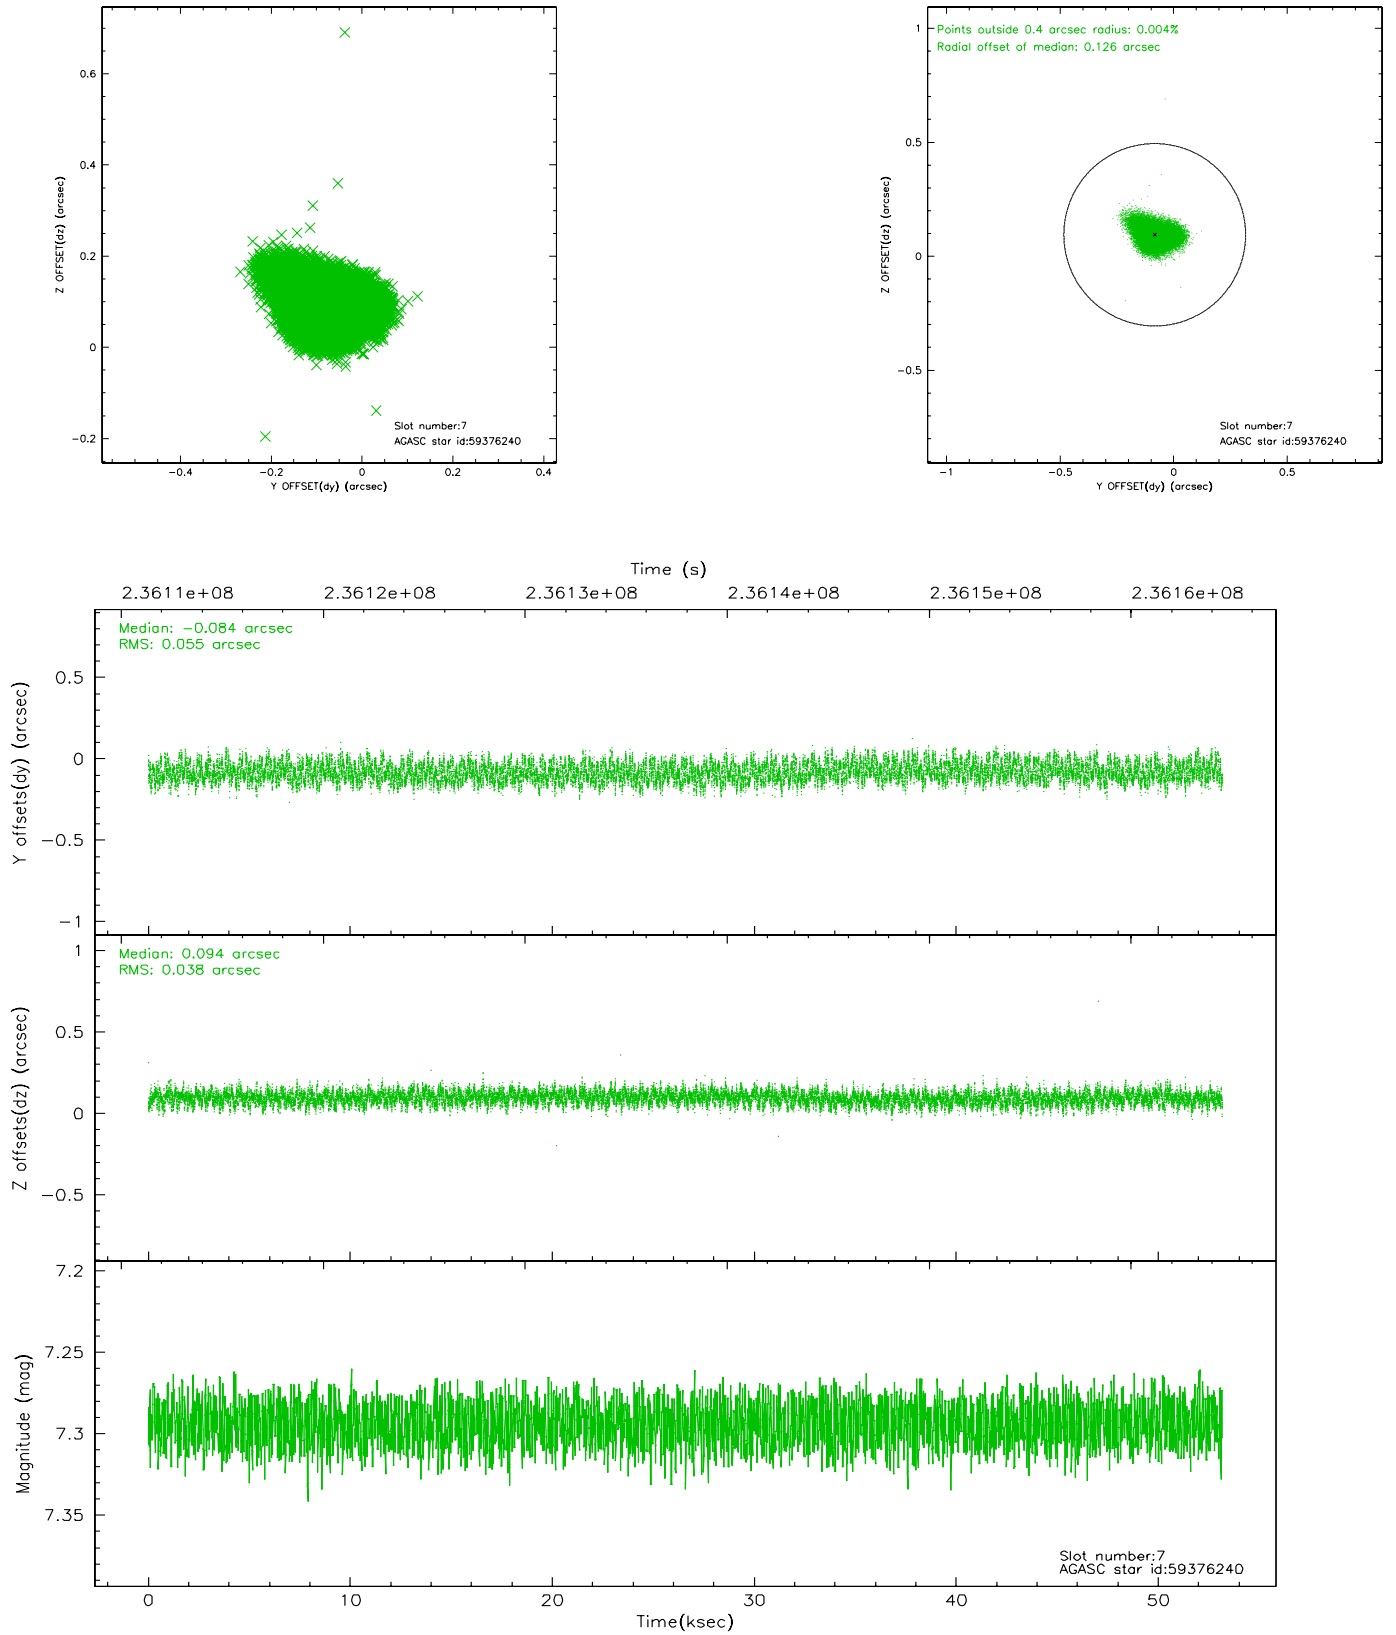 0.6
0.4
0.2
0
−0.2
Z OFFSET(dz) (arcsec)
−0.4 −0.2 0 0.2 0.4
Y OFFSET(dy) (arcsec)
Slot number:7
AGASC star id:59376240
Points outside 0.4 arcsec radius: 0.004%
Radial offset of median: 0.126 arcsec
1
0.5
0
−0.5
Z OFFSET(dz) (arcsec)
−1 −0.5 0 0.5
Y OFFSET(dy) (arcsec)
Slot number:7
AGASC star id:59376240
Time (s)
2.3611e+08 2.3612e+08 2.3613e+08 2.3614e+08 2.3615e+08 2.3616e+08
Median: −0.084 arcsec
RMS: 0.055 arcsec
0.5
0
−0.5
−1
Y offsets(dy) (arcsec)
Median: 0.094 arcsec
RMS: 0.038 arcsec
1
0.5
0
−0.5
Z offsets(dz) (arcsec)
7.2
7.25
7.3
7.35
Magnitude (mag)
Slot number:7
AGASC star id:59376240
0 10 20 30 40 50
Time(ksec)